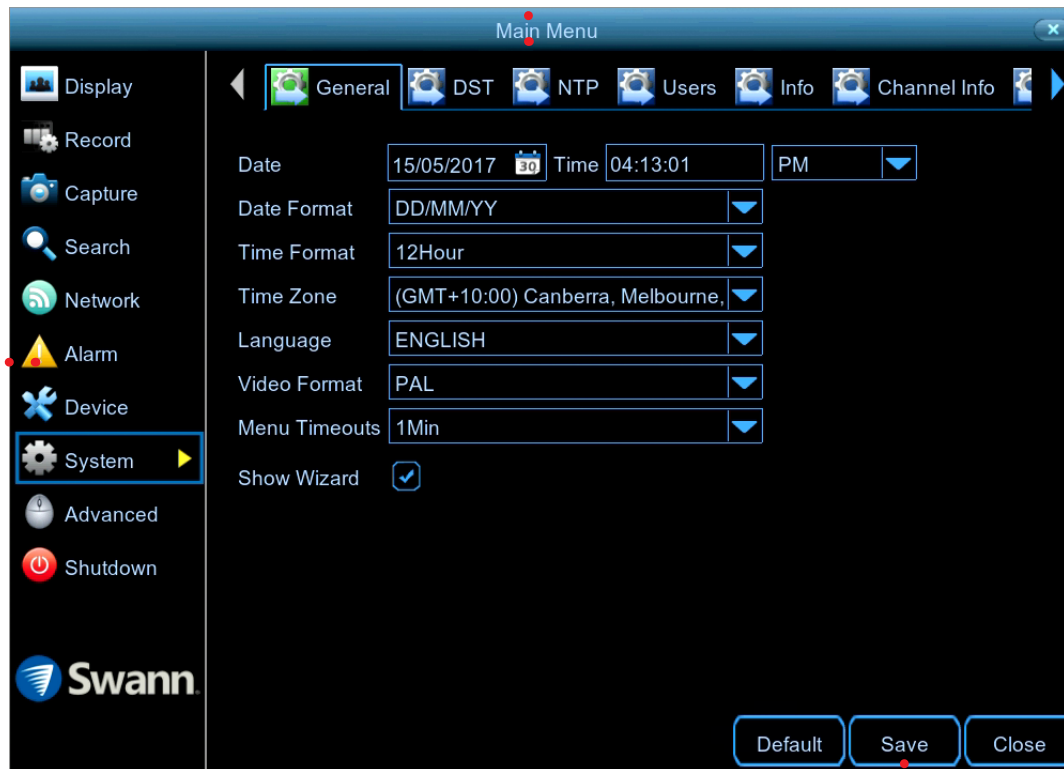 Main Menu
Display
Record
Capture
Search
Network
Alarm
Device
System
Advanced
Shutdown
Swann
General DST NTP Users Info Channel Info
Date 15/05/2017 30 Time 04:13:01 PM
Date Format DD/MM/YY
Time Format 12Hour
Time Zone (GMT+10:00) Canberra, Melbourne,
Language ENGLISH
Video Format PAL
Menu Timeouts 1Min
Show Wizard
Default Save Close